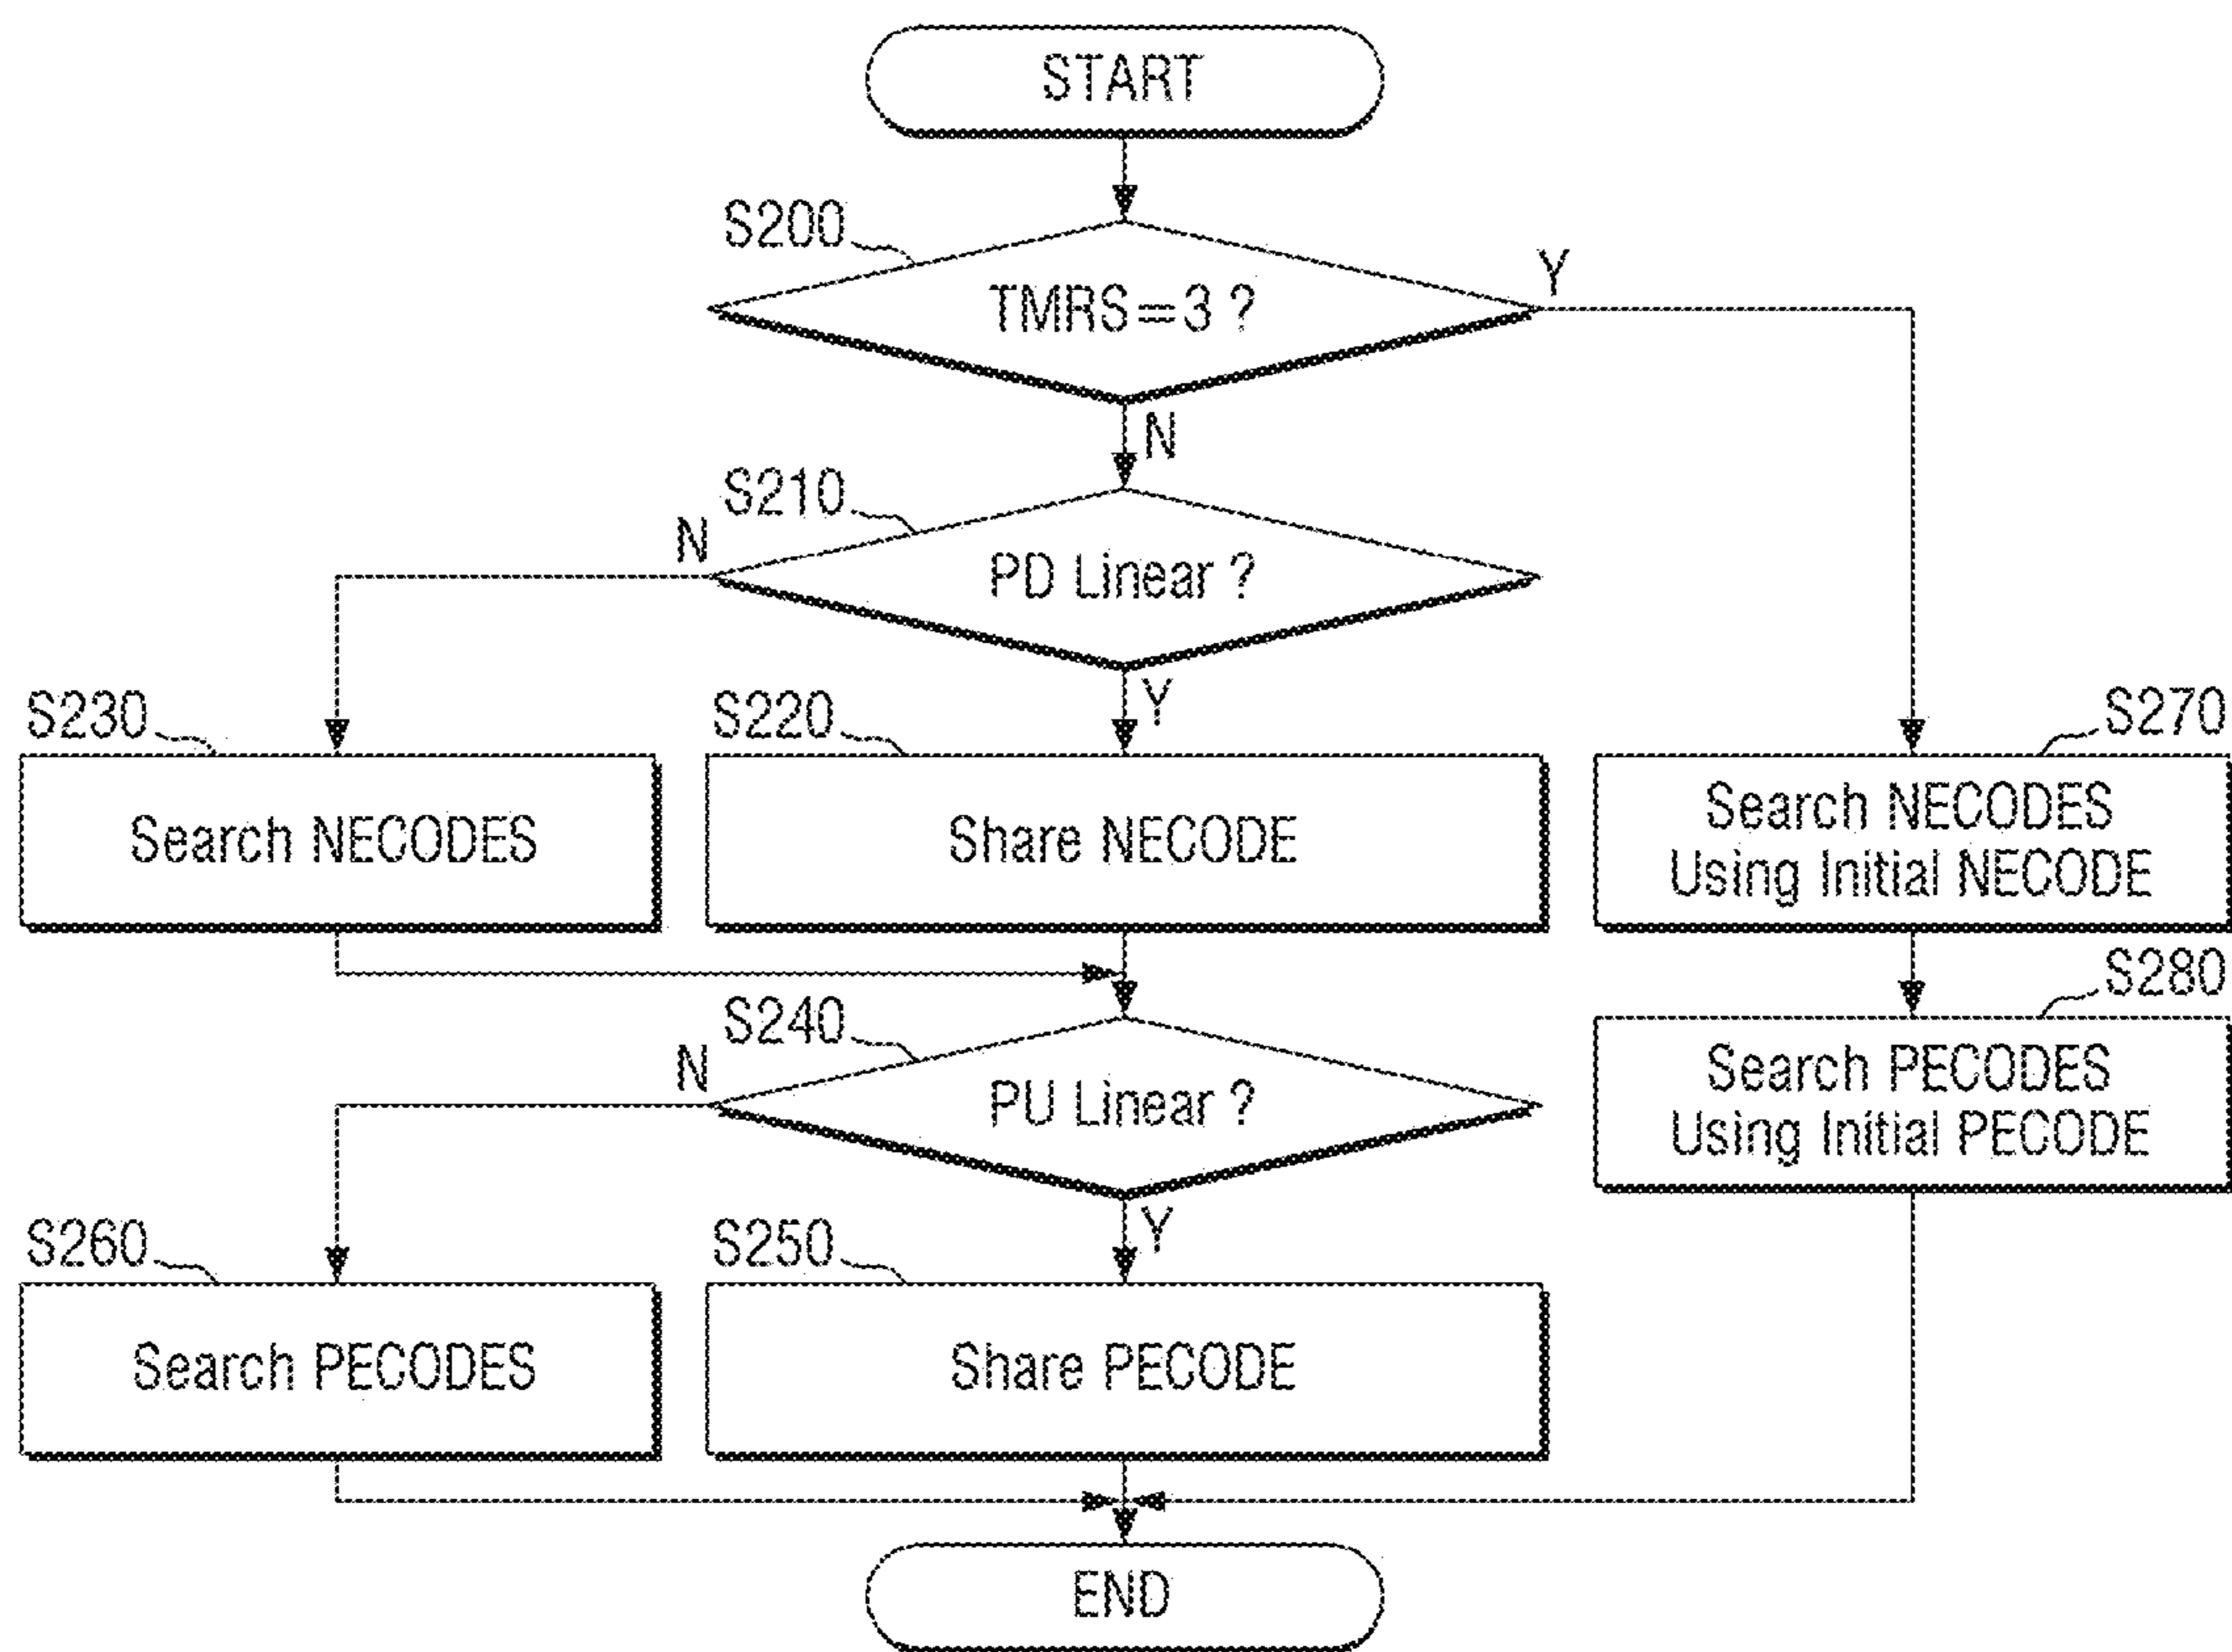 START
S200
TMRS=3 ?
Y
N
S210
N
PD Linear ?
Y
S230
S220
S270
Search NECODES
Share NECODE
Search NECODES
Using Initial NECODE
S240
S280
N
PU Linear ?
Search PECODES
Using Initial PECODE
Y
S260
S250
Search PECODES
Share PECODE
END